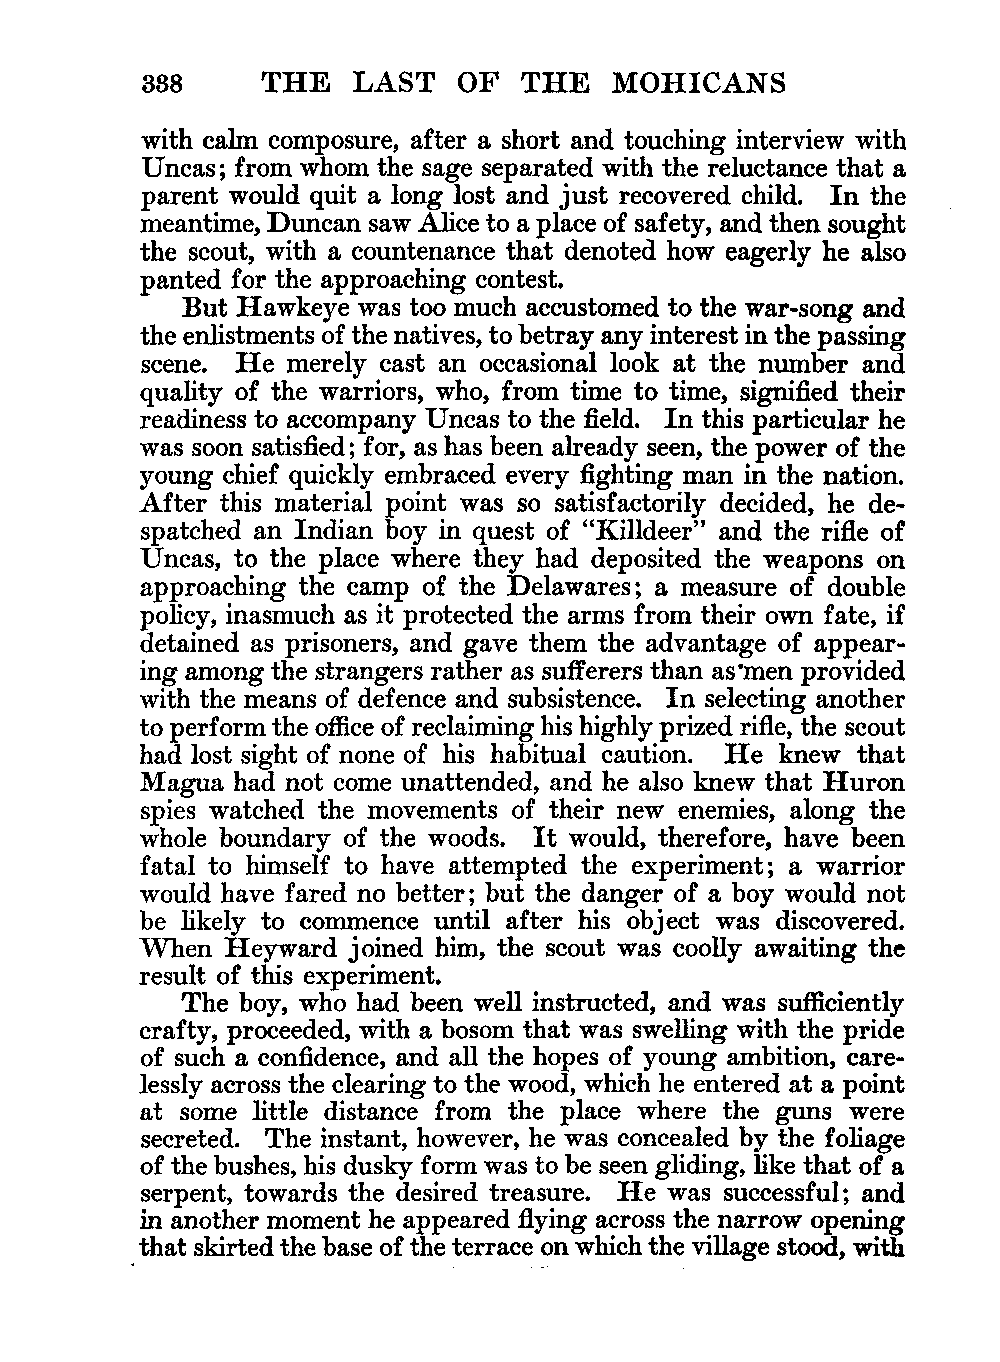 338 THE LAST OF THE MOHICANS
with calm composure, after a short and touching interview with
Uncas; from whom the sage separated with the reluctance that a
parent would quit a long lost and just recovered child. In the
meantime, Duncan saw Alice to a place of safety, and then sought
the scout, with a countenance that denoted how eagerly he also
panted for the approaching contest.
But Hawkeye was too much accustomed to the war-song and
the enlistments of the natives, to betray any interest in the passing
scene. He merely cast an occasional look at the number and
quality of the warriors, who, from time to time, signified their
readiness to accompany Uncas to the field. In this particular he
was soon satisfied; for, as has been already seen, the power of the
young chief quickly embraced every fighting man in the nation.
After this material point was so satisfactorily decided, he de-
spatched an Indian boy in quest of "Killdeer" and the rifle of
Uncas, to the place where they had deposited the weapons on
approaching the camp of the Delawares; a measure of double
policy, inasmuch as it protected the arms from their own fate, if
detained as prisoners, and gave them the advantage of appear-
ing among the strangers rather as sufferers than as men provided
with the means of defence and subsistence. In selecting another
to perform the office of reclaiming his highly prized rifle, the scout
had lost sight of none of his habitual caution. He knew that
Magua had not come unattended, and he also knew that Huron
spies watched the movements of their new enemies, along the
whole boundary of the woods. It would, therefore, have been
fatal to himself to have attempted the experiment; a warrior
would have fared no better; but the danger of a boy would not
be likely to commence until after his object was discovered.
When Heyward joined him, the scout was coolly awaiting the
result of this experiment.
The boy, who had been well instructed, and was sufficiently
crafty, proceeded, with a bosom that was swelling with the pride
of such a confidence, and all the hopes of young ambition, care-
lessly across the clearing to the wood, which he entered at a point
at some little distance from the place where the guns were
secreted. The instant, however, he was concealed by the foliage
of the bushes, his dusky form was to be seen gliding, like that of a
serpent, towards the desired treasure. He was successful; and
in another moment he appeared flying across the narrow opening
that skirted the base of the terrace on which the village stood, with